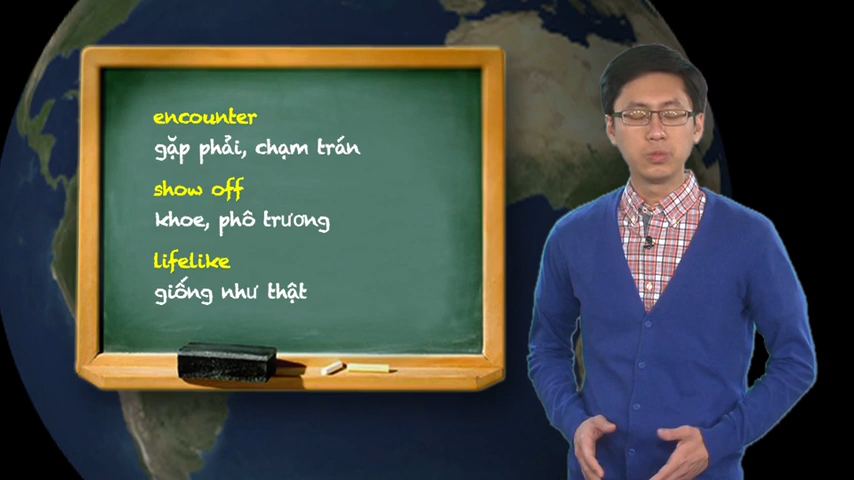 encounter
gặp phải, chạm trán
show off
khoe, phô trương
lifelike
giống như thật